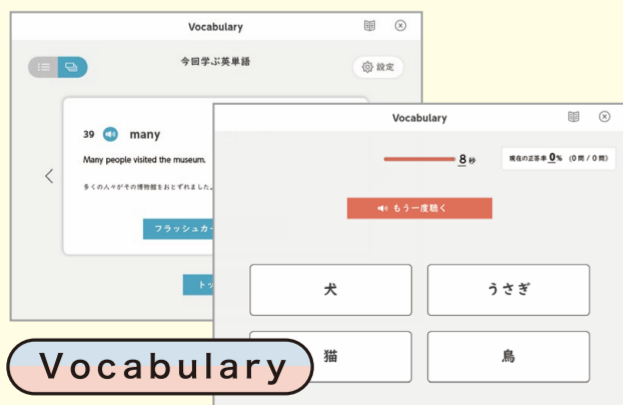 Vocabulary
今回学ぶ英単語
設定
39 many
Many people visited the museum.
多くの人々がその博物館をおとずれました。
フラッシュカー
トッ
Vocabulary
8秒
現在の正答率 0% (0問 / 0問)
もう一度聴く
犬
うさぎ
猫
鳥
Vocabulary